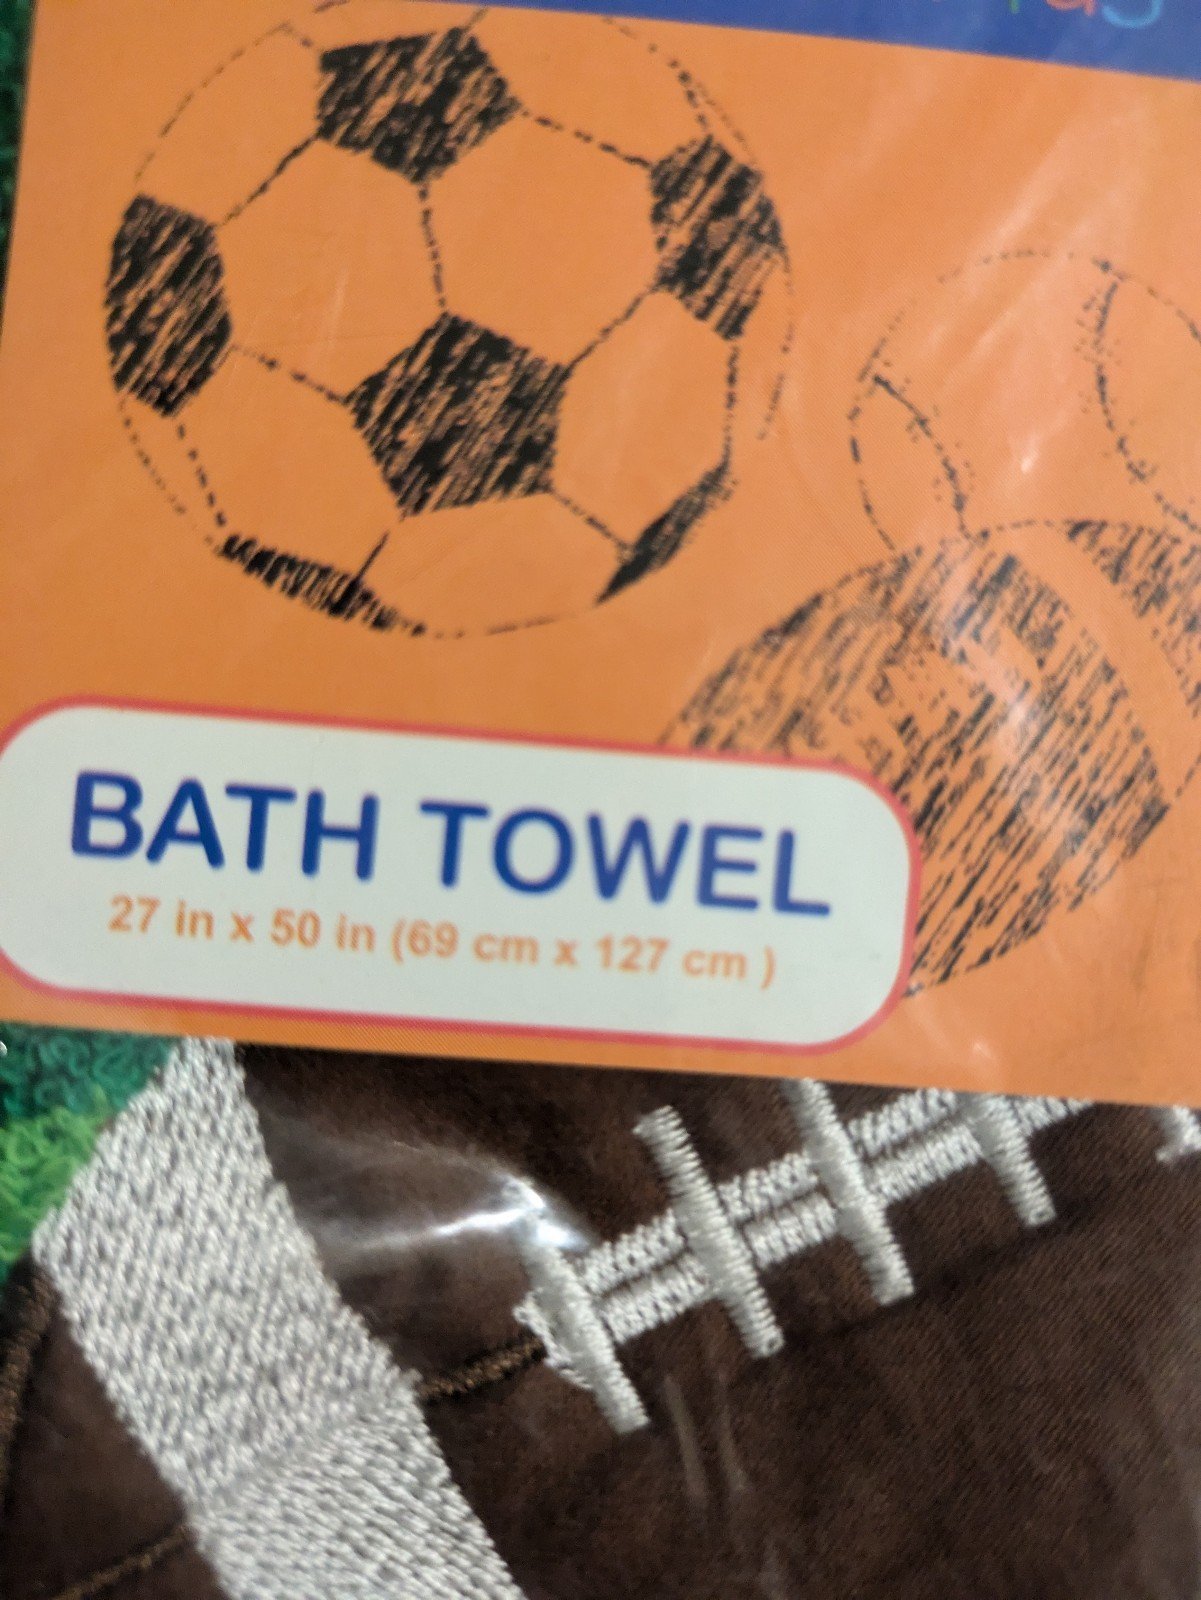 BATH TOWEL
27 in x 50 in (69 cm x 127 cm )